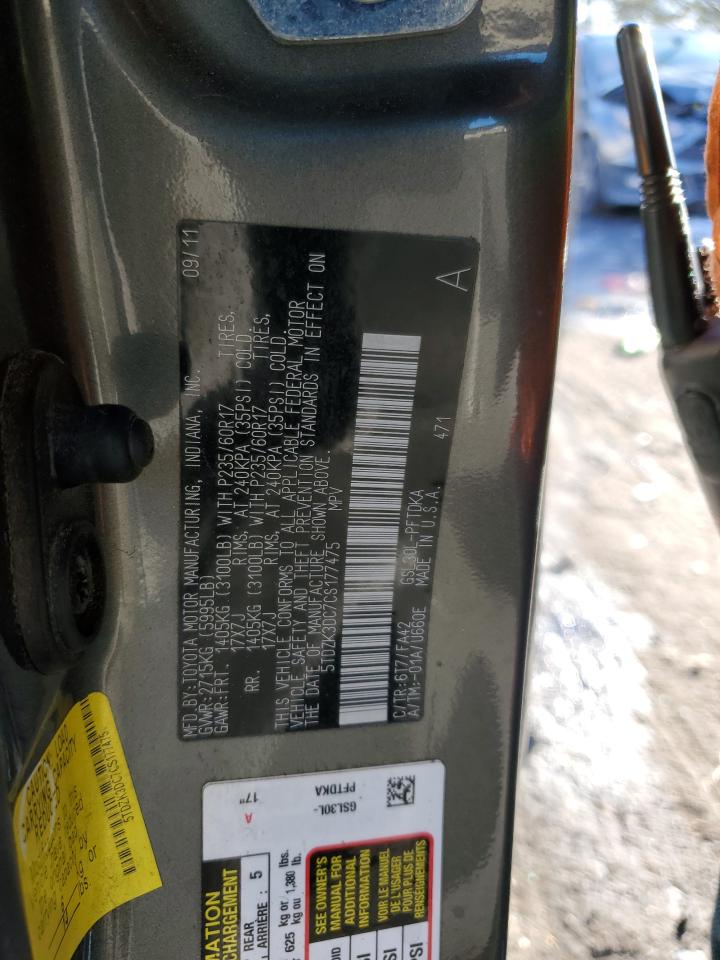 MFD.BY:TOYOTA MOTOR MANUFACTURING, INDIANA, INC. 09/11
GVWR:2715KG (5995LB)
GAWR:FRT. 1405KG (3100LB) WITH P235/60R17 TIRES,
17X7J RIMS, AT 240KPA (35PSI) COLD.
RR. 1405KG (3100LB) WITH P235/60R17 TIRES,
17X7J RIMS, AT 240KPA (35PSI) COLD.
THIS VEHICLE CONFORMS TO ALL APPLICABLE FEDERAL MOTOR
VEHICLE SAFETY AND THEFT PREVENTION STANDARDS IN EFFECT ON
THE DATE OF MANUFACTURE SHOWN ABOVE.
5TDZK3DC7CS177475 MPV
C/TR:617/FA42 GSL30L-PFTDKA 471
A/TM:-01A/U660E MADE IN U.S.A. A
17" A
GSL30L-
PFTDKA
MATION
CHARGEMENT
REAR
ARRIÈRE : 5
625 kg or 1,380 lbs.
kg ou lb.
SEE OWNER'S
MANUAL FOR
ADDITIONAL
INFORMATION
VOIR LE MANUEL
DE L'USAGER
POUR PLUS DE
RENSEIGNEMENTS
5TDZK3DC7CS177475